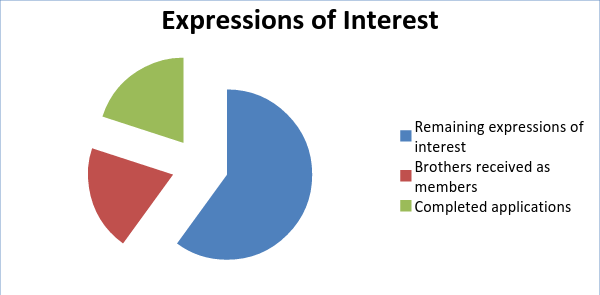 Expressions of Interest
Remaining expressions of
interest
Brothers received as
members
Completed applications